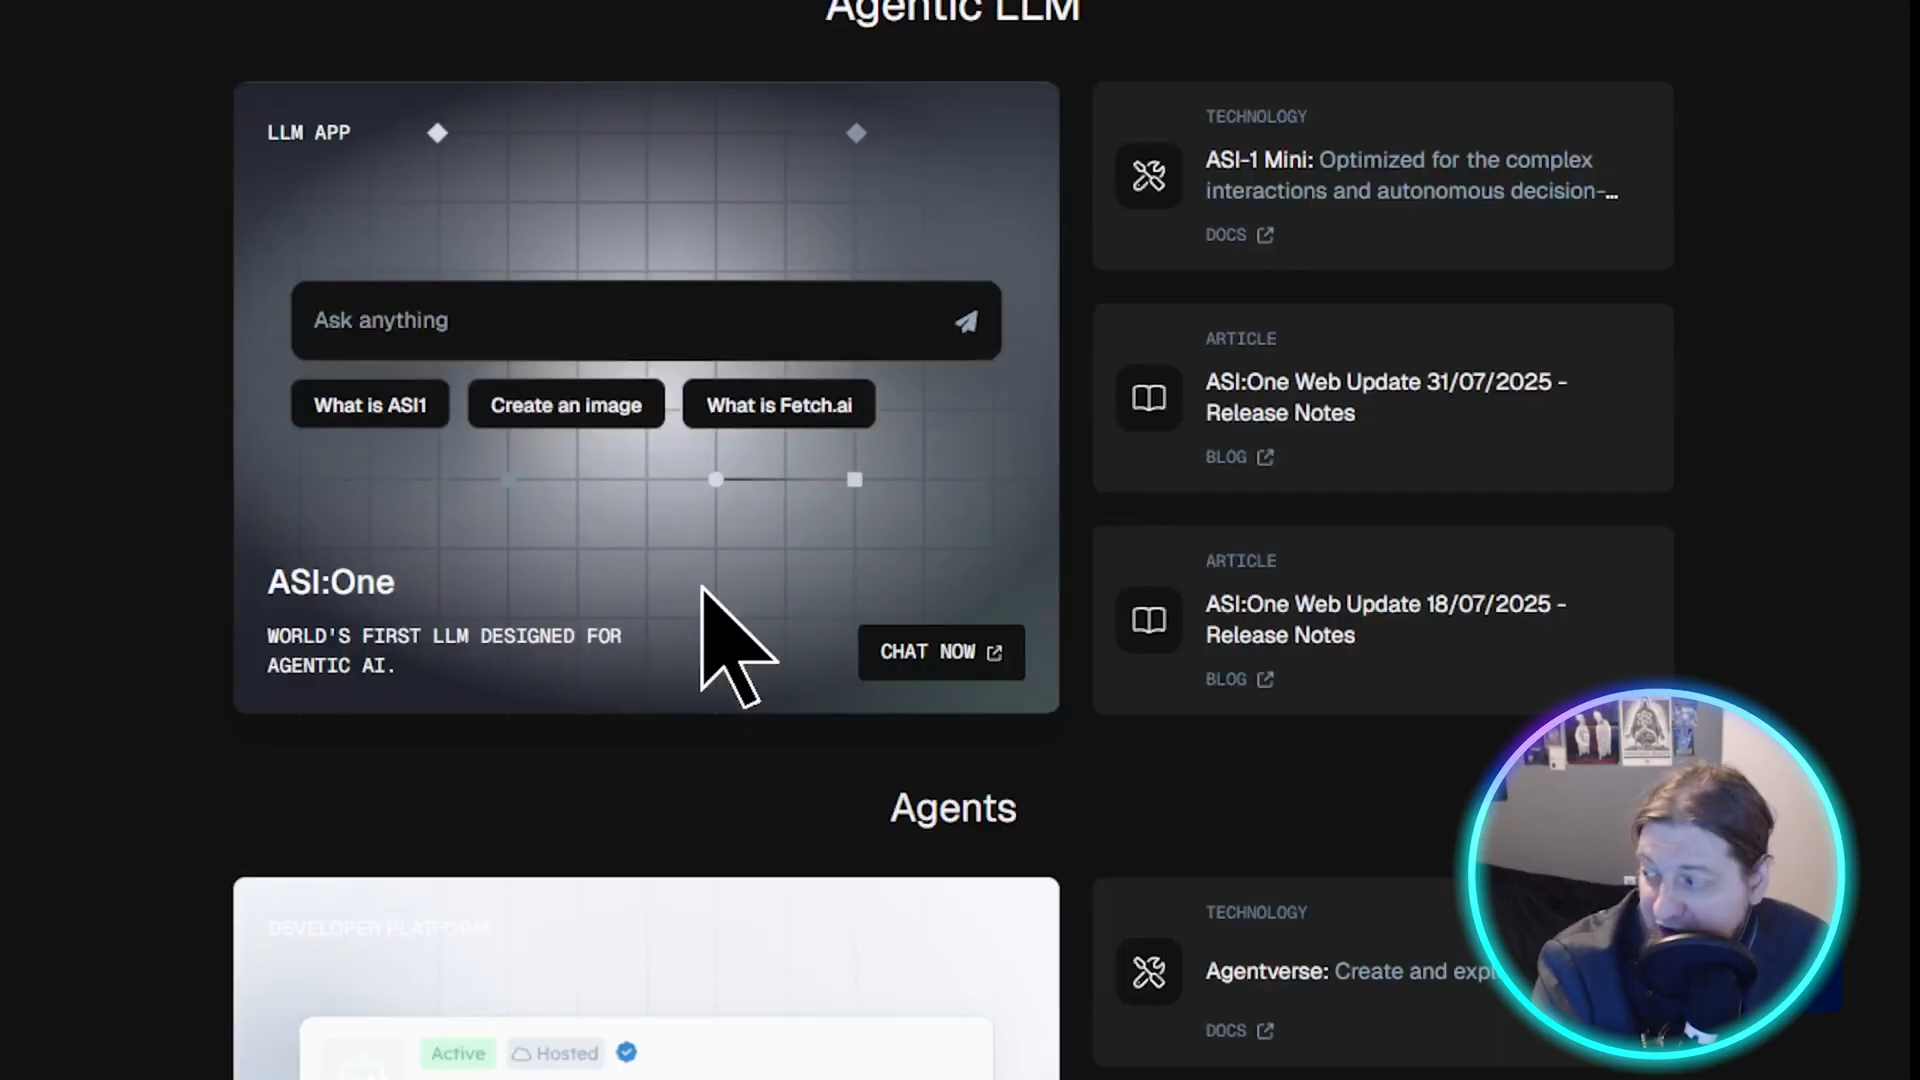 Agentic LLM
LLM APP
Ask anything
What is ASI1
Create an image
What is Fetch.ai
ASI:One
WORLD'S FIRST LLM DESIGNED FOR
AGENTIC AI.
CHAT NOW
TECHNOLOGY
ASI-1 Mini: Optimized for the complex
interactions and autonomous decision-...
DOCS
ARTICLE
ASI:One Web Update 31/07/2025 -
Release Notes
BLOG
ARTICLE
ASI:One Web Update 18/07/2025 -
Release Notes
BLOG
Agents
DEVELOPER PLATFORM
Active
Hosted
TECHNOLOGY
Agentverse: Create and
DOCS